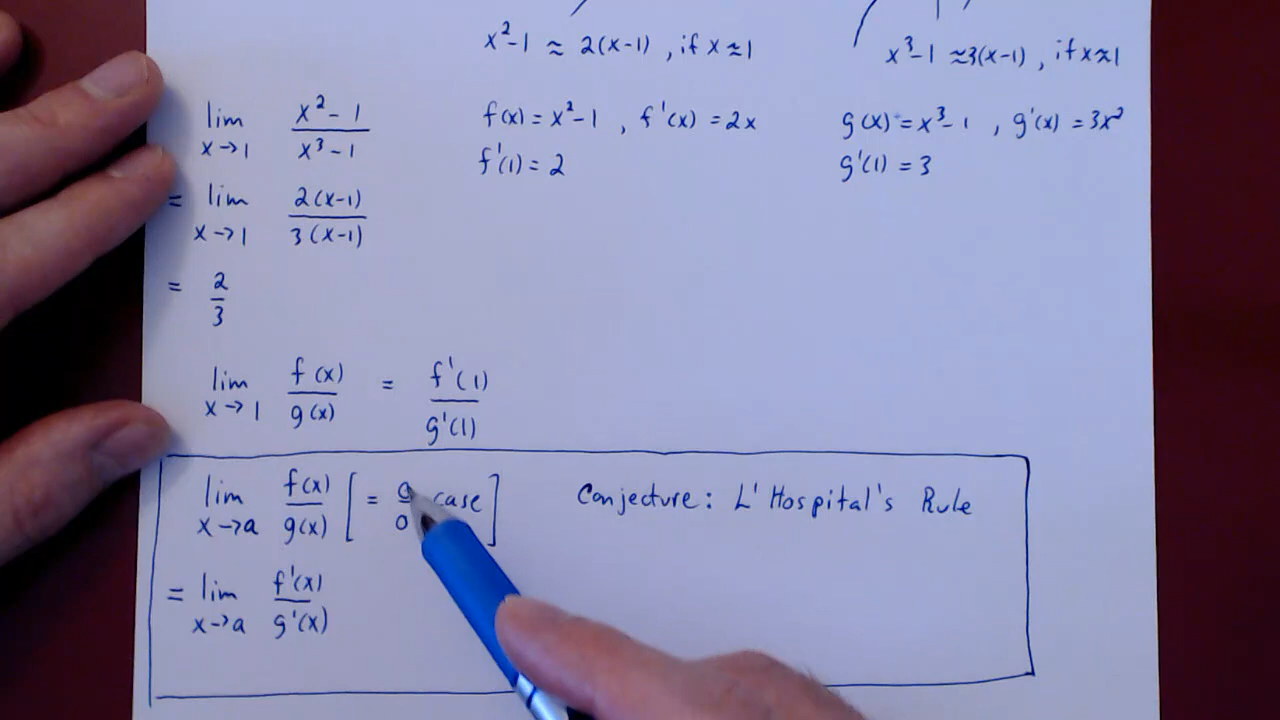 x²-1 ≈ 2(x-1) , if x ≈ 1
x³-1 ≈ 3(x-1) , if x ≈ 1
lim x→1 x²-1 / x³-1
f(x) = x²-1 , f'(x) = 2x
g(x) = x³-1 , g'(x) = 3x²
f'(1) = 2
g'(1) = 3
= lim x→1 2(x-1) / 3(x-1)
= 2/3
lim x→1 f(x)/g(x) = f'(1)/g'(1)
lim x→a f(x)/g(x) [ = 0/0 case ]
Conjecture: L'Hospital's Rule
= lim x→a f'(x)/g'(x)